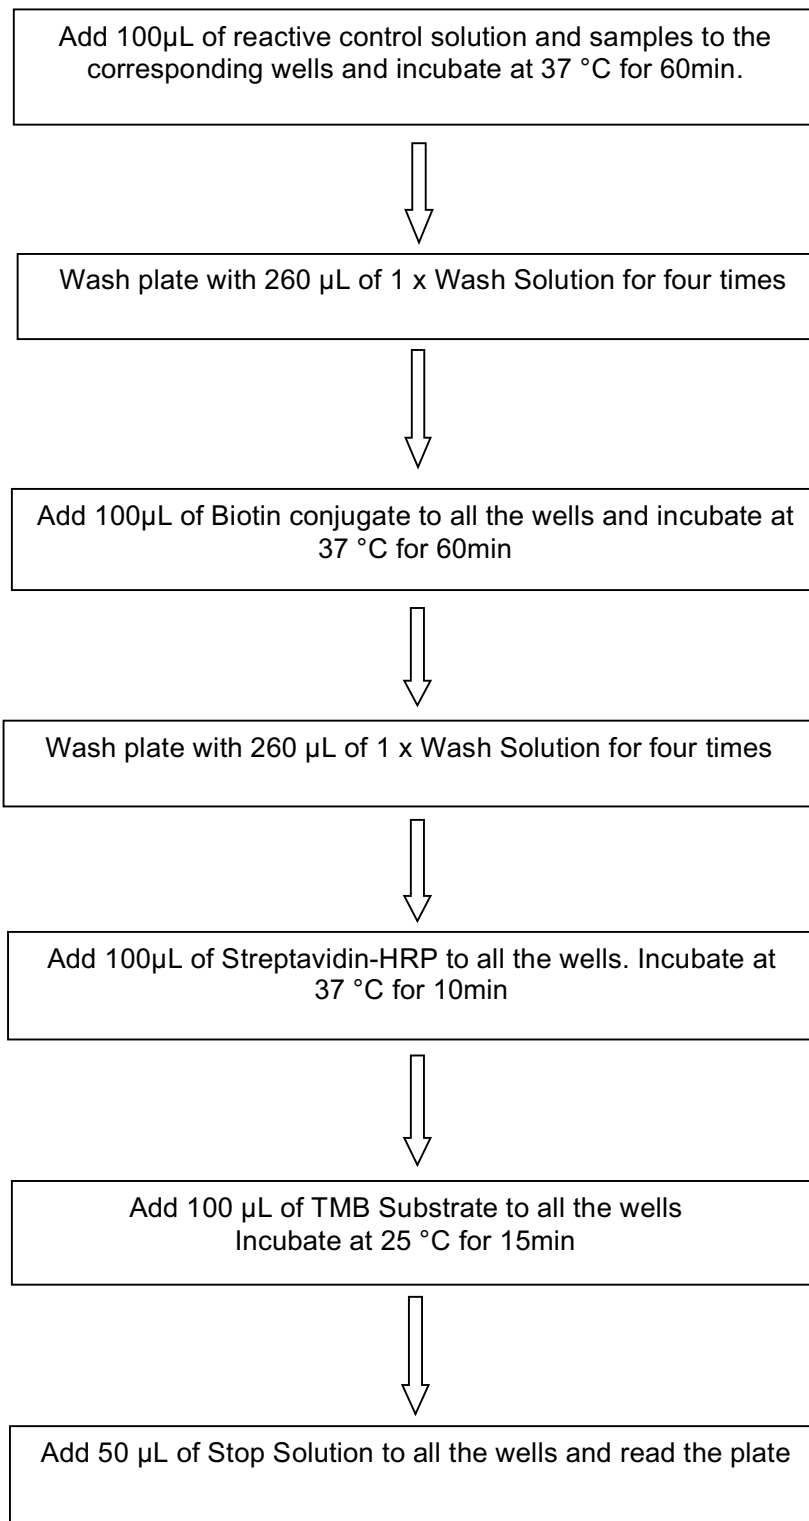 Add 100µL of reactive control solution and samples to the
corresponding wells and incubate at 37 °C for 60min.
Wash plate with 260 µL of 1 x Wash Solution for four times
Add 100µL of Biotin conjugate to all the wells and incubate at
37 °C for 60min
Wash plate with 260 µL of 1 x Wash Solution for four times
Add 100µL of Streptavidin-HRP to all the wells. Incubate at
37 °C for 10min
Add 100 µL of TMB Substrate to all the wells
Incubate at 25 °C for 15min
Add 50 µL of Stop Solution to all the wells and read the plate